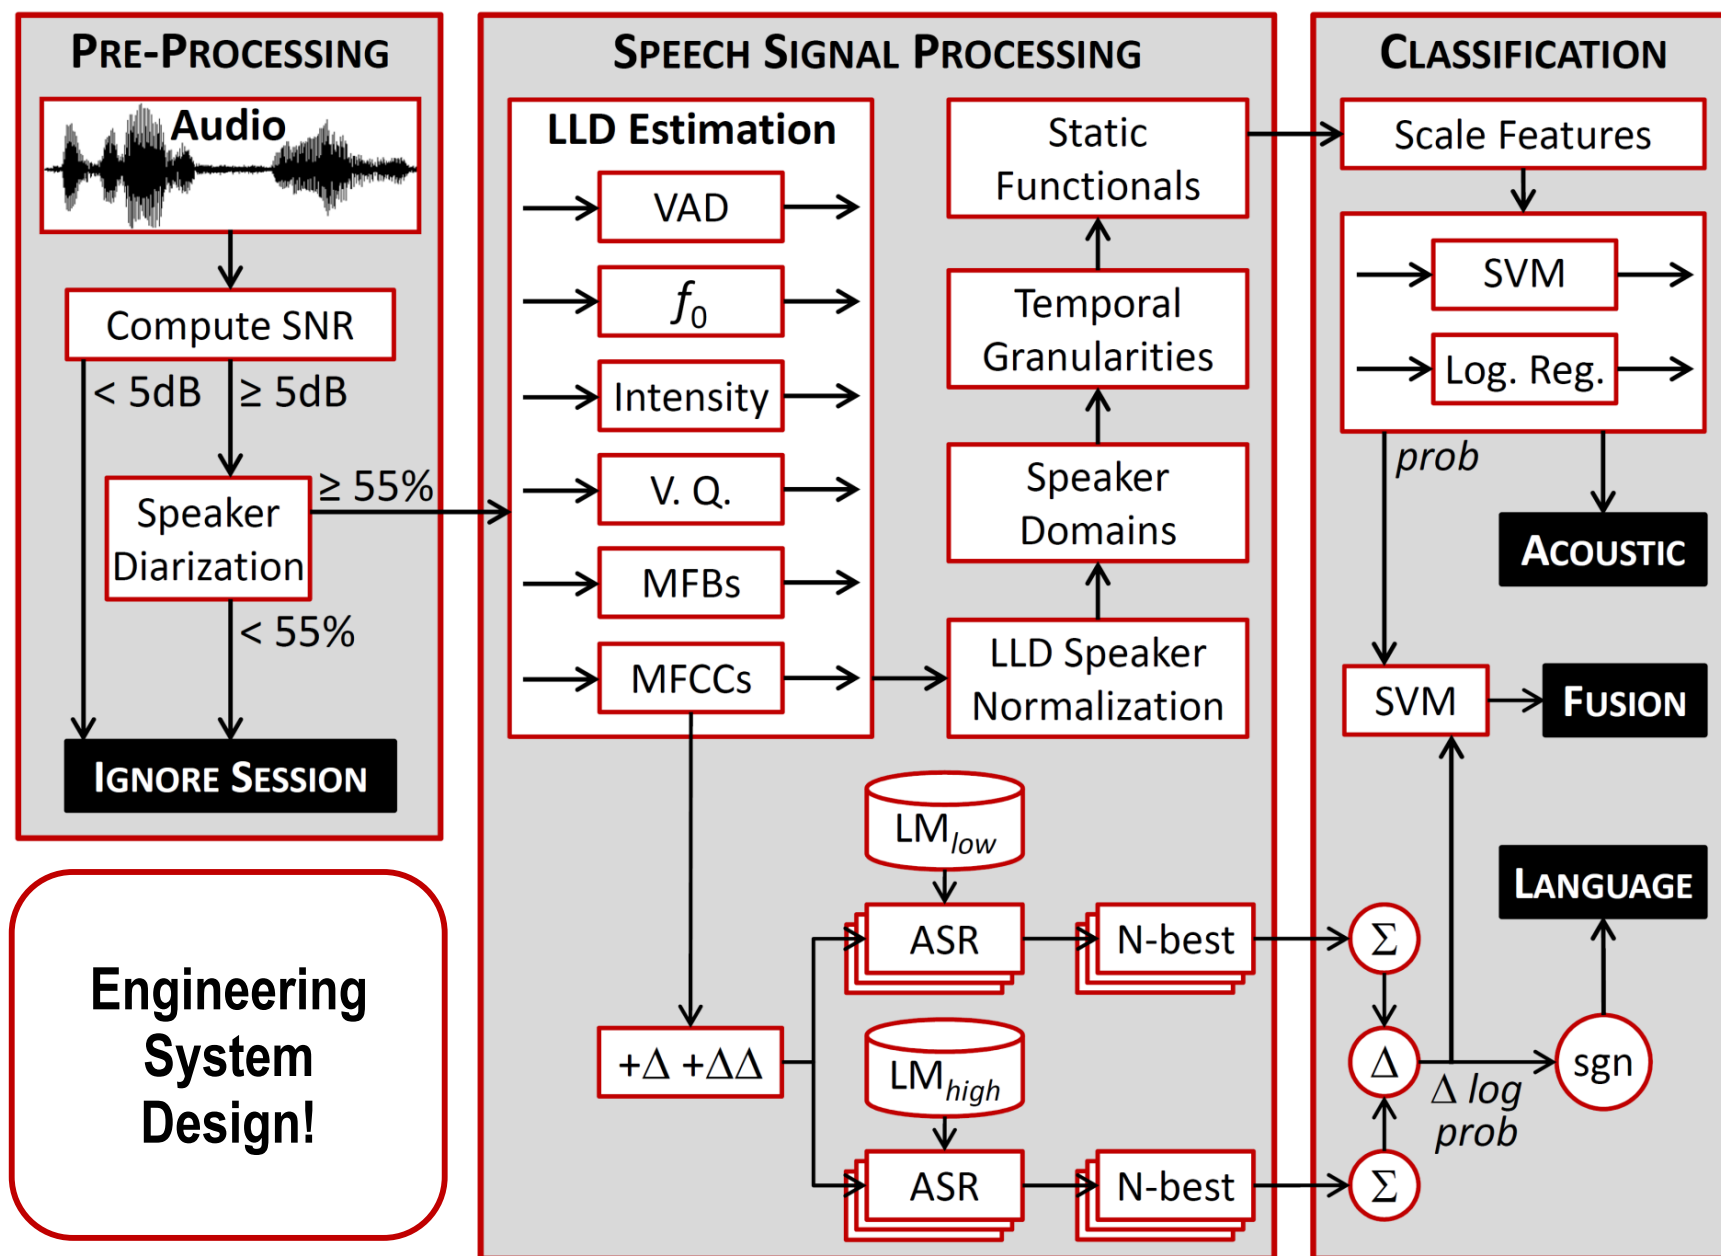 PRE-PROCESSING
Audio
Compute SNR
< 5dB
≥ 5dB
Speaker
Diarization
≥ 55%
< 55%
IGNORE SESSION
Engineering
System
Design!
SPEECH SIGNAL PROCESSING
LLD Estimation
VAD
f0
Intensity
V. Q.
MFBs
MFCCs
Static
Functionals
Temporal
Granularities
Speaker
Domains
LLD Speaker
Normalization
LMlow
ASR
N-best
+Δ +ΔΔ
LMhigh
ASR
N-best
CLASSIFICATION
Scale Features
SVM
Log. Reg.
prob
ACOUSTIC
SVM
FUSION
LANGUAGE
Σ
Δ
Δ log
prob
sgn
Σ